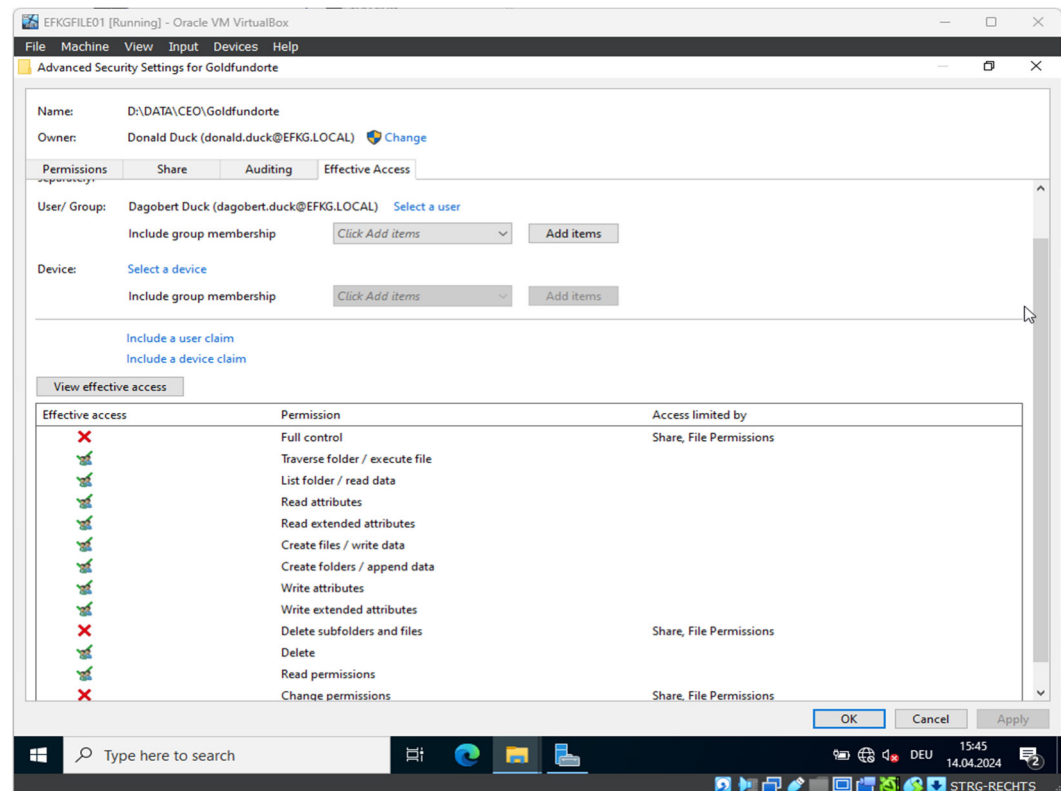 EFKGFILE01 [Running] - Oracle VM VirtualBox
File Machine View Input Devices Help
Advanced Security Settings for Goldfundorte
Name: D:\DATA\CEO\Goldfundorte
Owner: Donald Duck (donald.duck@EFKG.LOCAL) Change
Permissions Share Auditing Effective Access
separately.
User/ Group: Dagobert Duck (dagobert.duck@EFKG.LOCAL) Select a user
Include group membership Click Add items Add items
Device: Select a device
Include group membership Click Add items Add items
Include a user claim
Include a device claim
View effective access
Effective access Permission Access limited by
Full control Share, File Permissions
Traverse folder / execute file
List folder / read data
Read attributes
Read extended attributes
Create files / write data
Create folders / append data
Write attributes
Write extended attributes
Delete subfolders and files Share, File Permissions
Delete
Read permissions
Change permissions Share, File Permissions
OK Cancel Apply
Type here to search DEU 15:45
14.04.2024 2
STRG-RECHTS